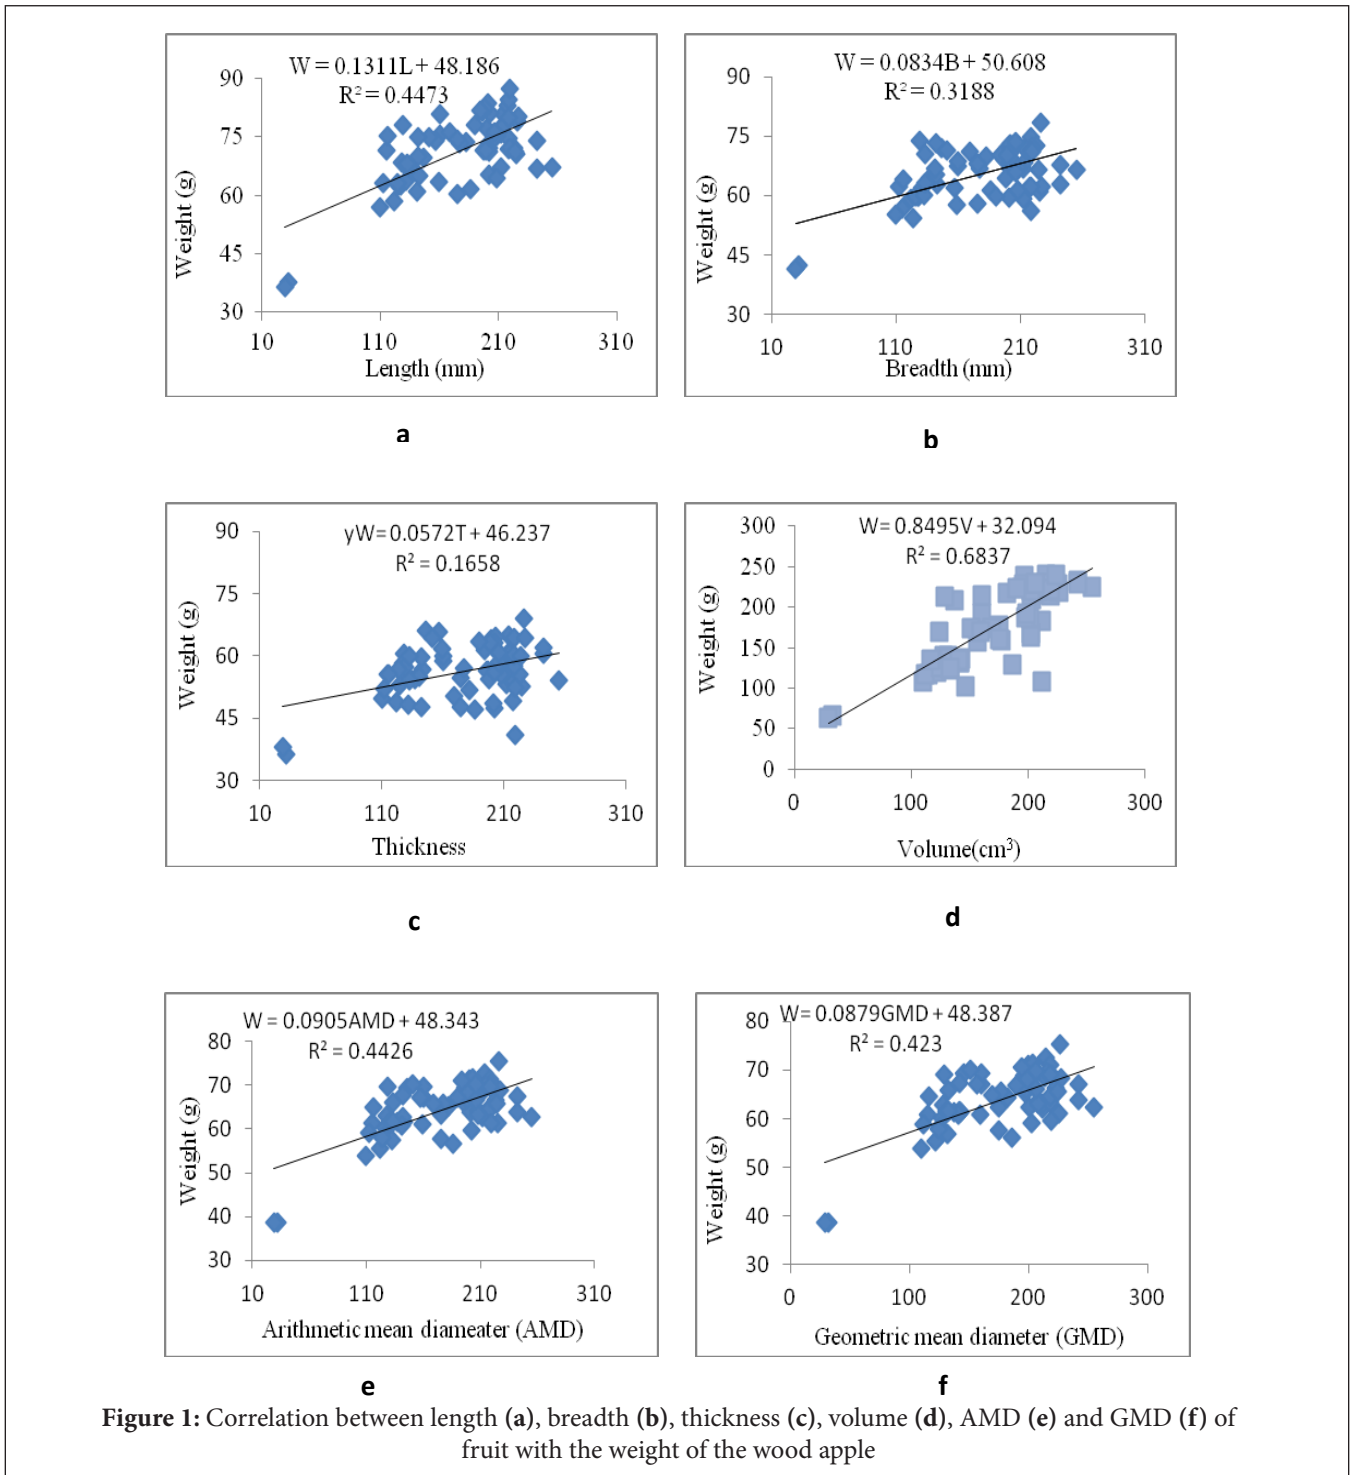 W = 0.1311L + 48.186
R² = 0.4473
90
75
60
45
30
Weight (g)
10 110 210 310
Length (mm)
a
W = 0.0834B + 50.608
R² = 0.3188
90
75
60
45
30
Weight (g)
10 110 210 310
Breadth (mm)
b
yW= 0.0572T + 46.237
R² = 0.1658
90
75
60
45
30
Weight (g)
10 110 210 310
Thickness
c
W= 0.8495V + 32.094
R² = 0.6837
300
250
200
150
100
50
0
Weight (g)
0 100 200 300
Volume(cm³)
d
W = 0.0905AMD + 48.343
R² = 0.4426
80
70
60
50
40
30
Weight (g)
10 110 210 310
Arithmetic mean diameater (AMD)
e
W= 0.0879GMD + 48.387
R² = 0.423
80
70
60
50
40
30
Weight (g)
0 100 200 300
Geometric mean diameter (GMD)
f
Figure 1: Correlation between length (a), breadth (b), thickness (c), volume (d), AMD (e) and GMD (f) of
fruit with the weight of the wood apple